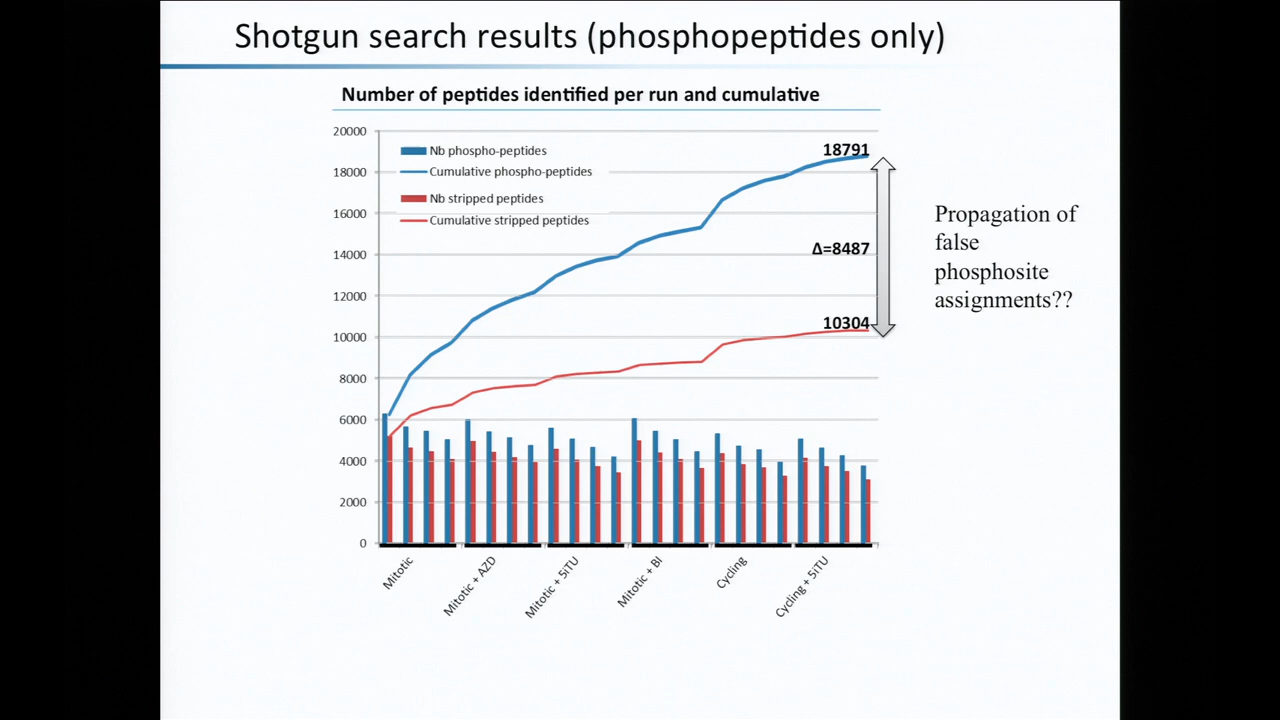 Shotgun search results (phosphopeptides only)
Number of peptides identified per run and cumulative
20000
18000
16000
14000
12000
10000
8000
6000
4000
2000
0
Nb phospho-peptides
Cumulative phospho-peptides
Nb stripped peptides
Cumulative stripped peptides
18791
Δ=8487
10304
Propagation of
false
phosphosite
assignments??
Mitotic
Mitotic + AZD
Mitotic + 5iTU
Mitotic + BI
Cycling
Cycling + 5iTU